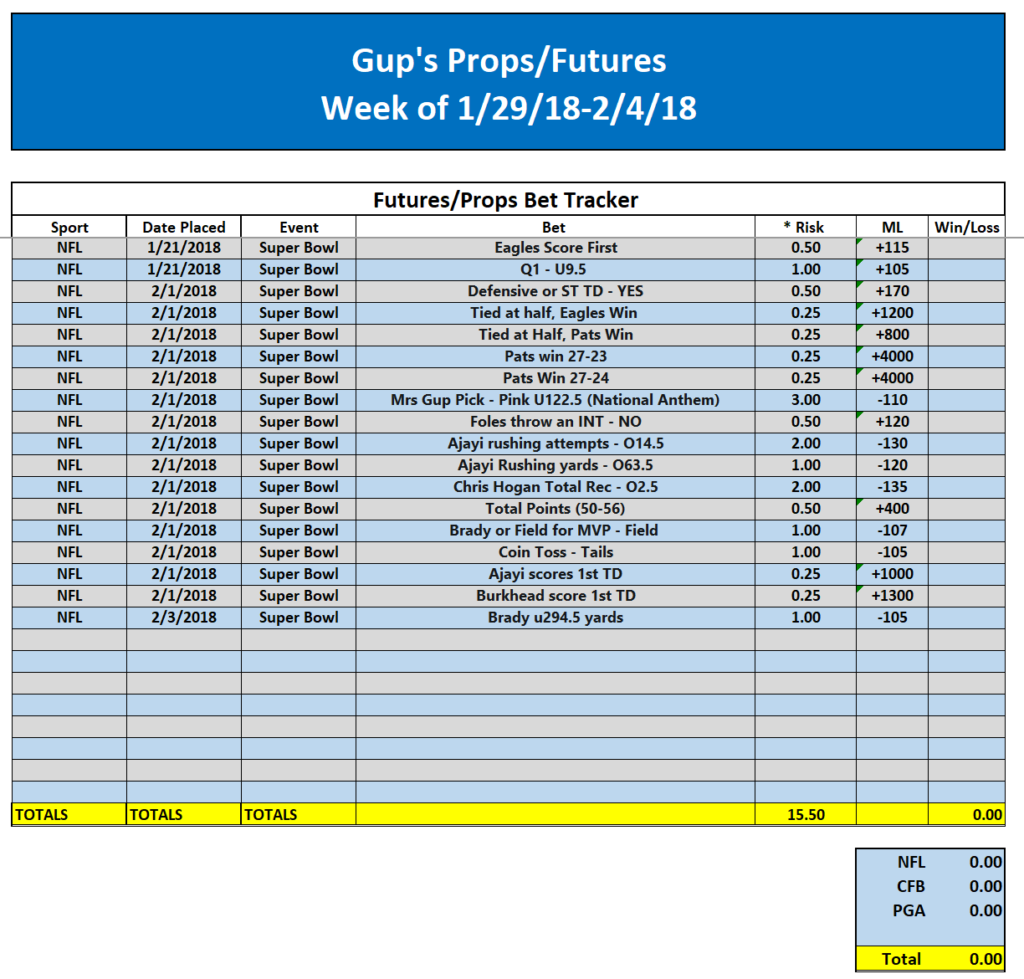 Gup's Props/Futures
Week of 1/29/18-2/4/18
Futures/Props Bet Tracker
Sport Date Placed Event Bet * Risk ML Win/Loss
NFL 1/21/2018 Super Bowl Eagles Score First 0.50 +115
NFL 1/21/2018 Super Bowl Q1 - U9.5 1.00 +105
NFL 2/1/2018 Super Bowl Defensive or ST TD - YES 0.50 +170
NFL 2/1/2018 Super Bowl Tied at half, Eagles Win 0.25 +1200
NFL 2/1/2018 Super Bowl Tied at Half, Pats Win 0.25 +800
NFL 2/1/2018 Super Bowl Pats win 27-23 0.25 +4000
NFL 2/1/2018 Super Bowl Pats Win 27-24 0.25 +4000
NFL 2/1/2018 Super Bowl Mrs Gup Pick - Pink U122.5 (National Anthem) 3.00 -110
NFL 2/1/2018 Super Bowl Foles throw an INT - NO 0.50 +120
NFL 2/1/2018 Super Bowl Ajayi rushing attempts - O14.5 2.00 -130
NFL 2/1/2018 Super Bowl Ajayi Rushing yards - O63.5 1.00 -120
NFL 2/1/2018 Super Bowl Chris Hogan Total Rec - O2.5 2.00 -135
NFL 2/1/2018 Super Bowl Total Points (50-56) 0.50 +400
NFL 2/1/2018 Super Bowl Brady or Field for MVP - Field 1.00 -107
NFL 2/1/2018 Super Bowl Coin Toss - Tails 1.00 -105
NFL 2/1/2018 Super Bowl Ajayi scores 1st TD 0.25 +1000
NFL 2/1/2018 Super Bowl Burkhead score 1st TD 0.25 +1300
NFL 2/3/2018 Super Bowl Brady u294.5 yards 1.00 -105
TOTALS TOTALS TOTALS 15.50 0.00
NFL 0.00
CFB 0.00
PGA 0.00
Total 0.00